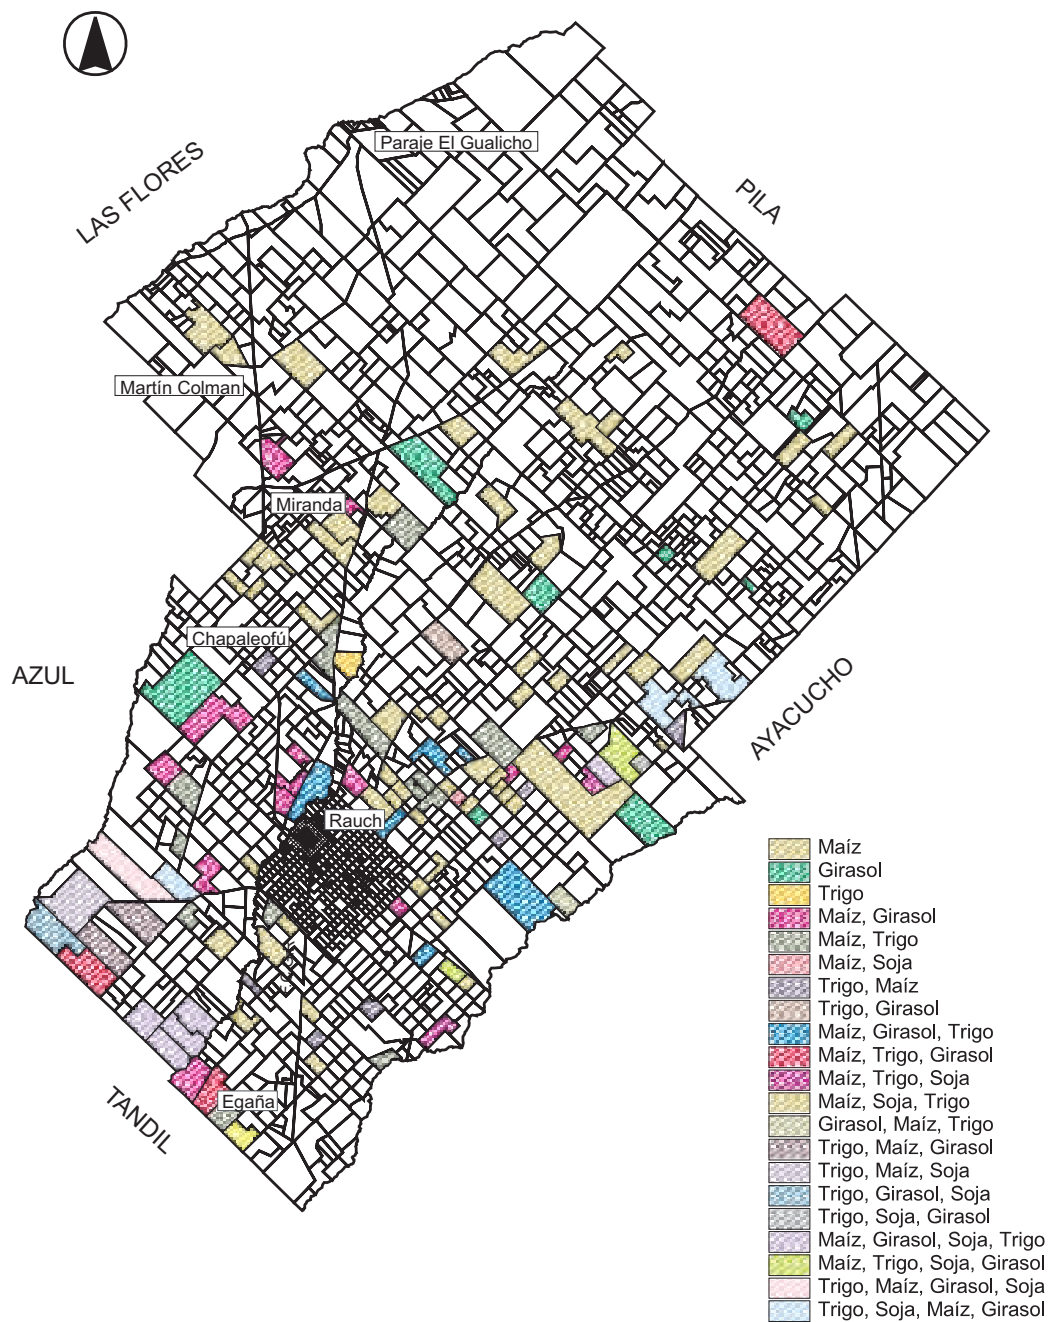 Paraje El Gualicho
LAS FLORES
PILA
Martín Colman
Miranda
Chapaleofú
AZUL
AYACUCHO
Rauch
TANDIL
Egaña
Maíz
Girasol
Trigo
Maíz, Girasol
Maíz, Trigo
Maíz, Soja
Trigo, Maíz
Trigo, Girasol
Maíz, Girasol, Trigo
Maíz, Trigo, Girasol
Maíz, Trigo, Soja
Maíz, Soja, Trigo
Girasol, Maíz, Trigo
Trigo, Maíz, Girasol
Trigo, Maíz, Soja
Trigo, Girasol, Soja
Trigo, Soja, Girasol
Maíz, Girasol, Soja, Trigo
Maíz, Trigo, Soja, Girasol
Trigo, Maíz, Girasol, Soja
Trigo, Soja, Maíz, Girasol